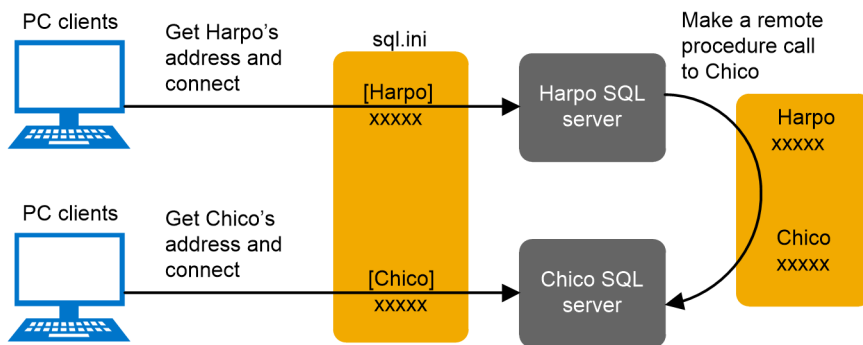 PC clients
Get Harpo’s
address and
connect
sql.ini
[Harpo]
xxxxx
Harpo SQL
server
Make a remote
procedure call
to Chico
Harpo
xxxxx
PC clients
Get Chico’s
address and
connect
[Chico]
xxxxx
Chico SQL
server
Chico
xxxxx